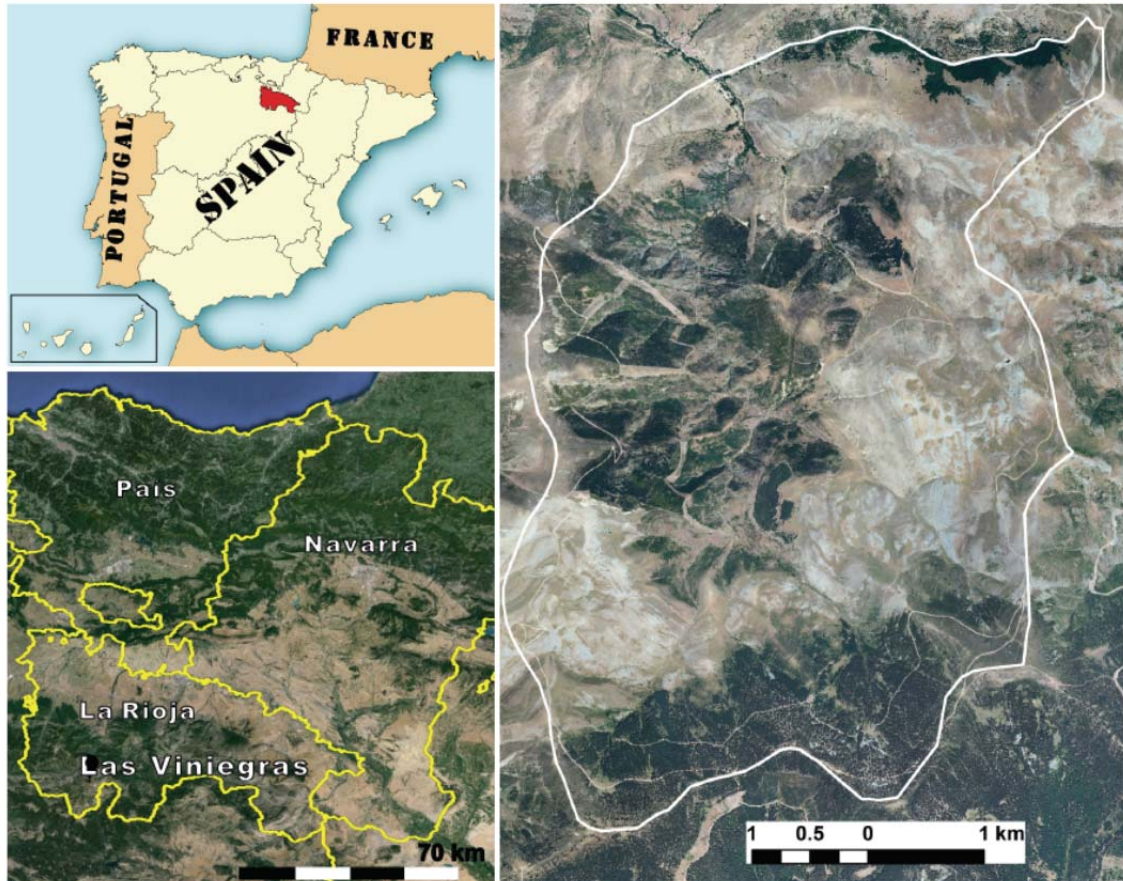 FRANCE
PORTUGAL
SPAIN
País
Navarra
La Rioja
Las Viniegras
70 km
1 0.5 0 1 km